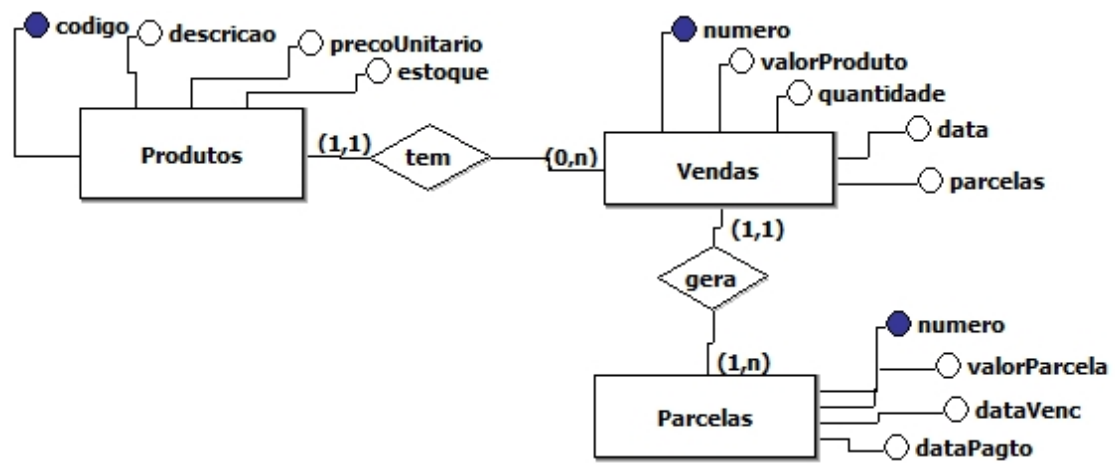 codigo
descricao
precoUnitario
estoque
Produtos
(1,1)
tem
(0,n)
numero
valorProduto
quantidade
data
parcelas
Vendas
(1,1)
gera
(1,n)
numero
valorParcela
dataVenc
dataPagto
Parcelas